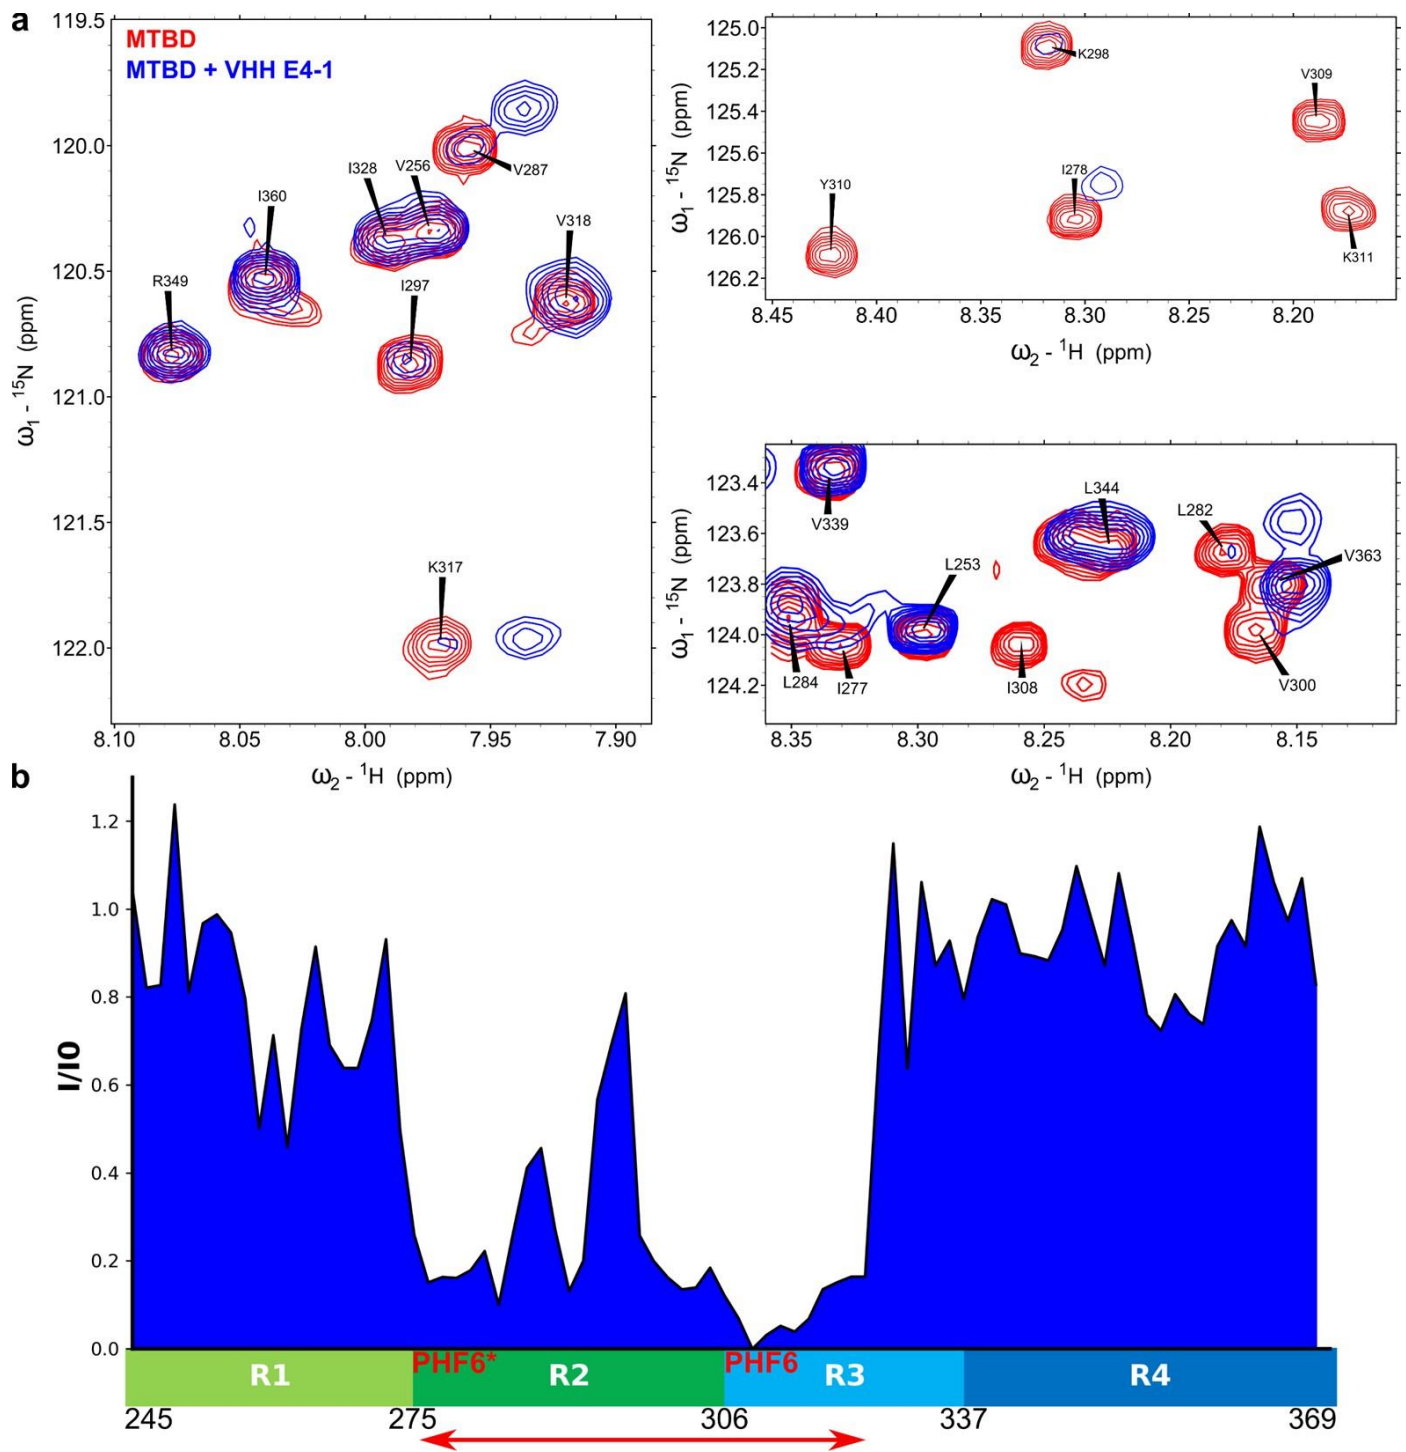 a
MTBD
MTBD + VHH E4-1
119.5
120.0
120.5
121.0
121.5
122.0
ω1 - 15N (ppm)
I328
V256
V287
I360
V318
R349
I297
K317
8.10
8.05
8.00
7.95
7.90
ω2 - 1H (ppm)
125.0
125.2
125.4
125.6
125.8
126.0
126.2
ω1 - 15N (ppm)
K298
V309
I278
Y310
K311
8.45
8.40
8.35
8.30
8.25
8.20
ω2 - 1H (ppm)
123.4
123.6
123.8
124.0
124.2
ω1 - 15N (ppm)
V339
L344
L282
V363
L253
L284
I277
I308
V300
8.35
8.30
8.25
8.20
8.15
ω2 - 1H (ppm)
b
1.2
1.0
0.8
0.6
0.4
0.2
0.0
I/I0
PHF6*
PHF6
R1
R2
R3
R4
245
275
306
337
369